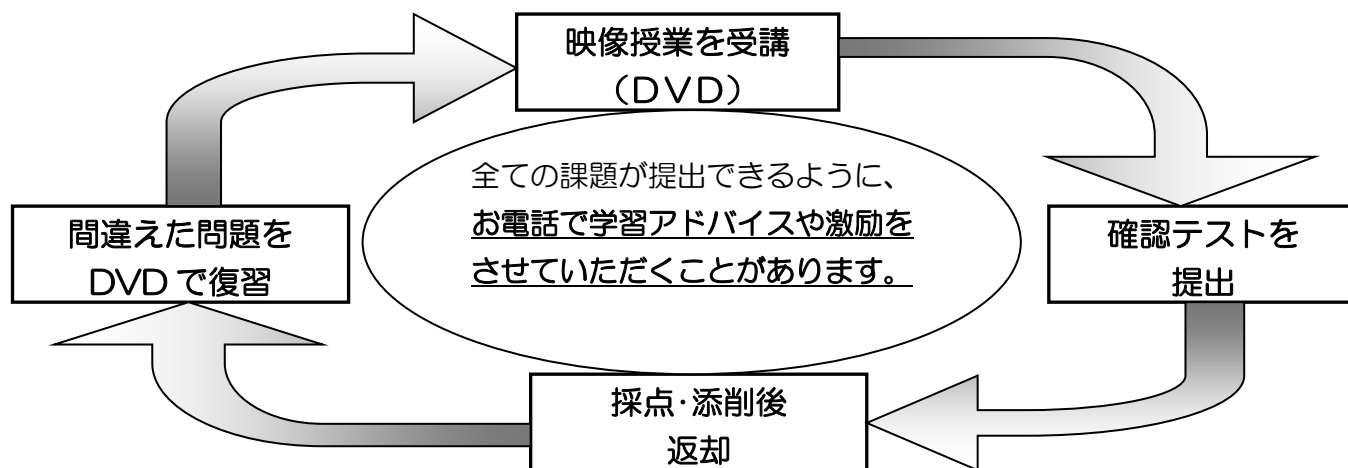 映像授業を受講
（DVD）
全ての課題が提出できるように、
お電話で学習アドバイスや激励を
させていただくことがあります。
間違えた問題を
DVDで復習
確認テストを
提出
採点・添削後
返却